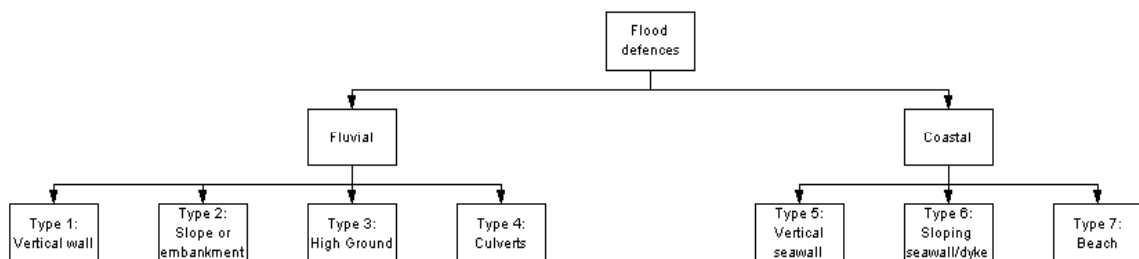 Flood
defences
Fluvial
Coastal
Type 1:
Vertical wall
Type 2:
Slope or
embankment
Type 3:
High Ground
Type 4:
Culverts
Type 5:
Vertical
seawall
Type 6:
Sloping
seawall/dyke
Type 7:
Beach